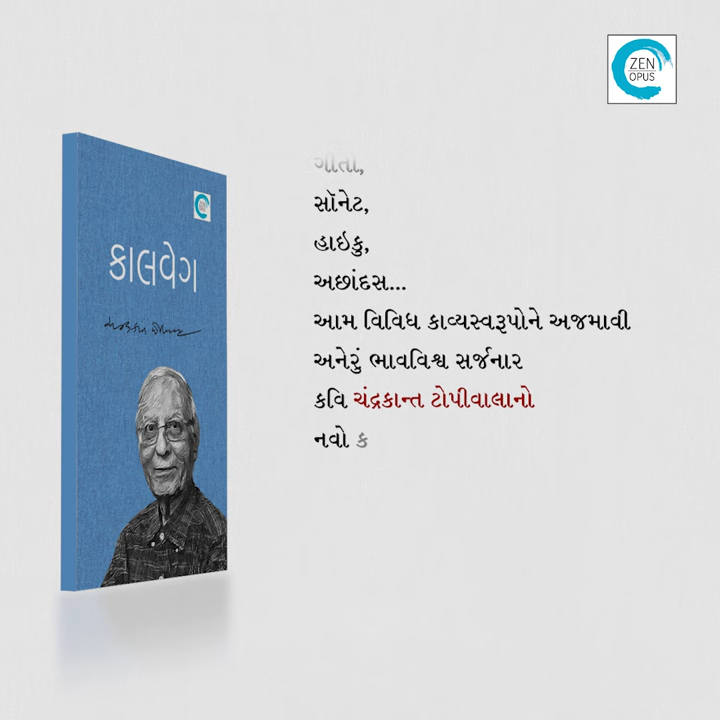 ZEN
OPUS
કાલવેગ
ગીતો,
સૉનેટ,
હાઇકુ,
અછાંદસ...
આમ વિવિધ કાવ્યસ્વરૂપોને અજમાવી
અનેરું ભાવવિશ્વ સર્જનાર
કવિ ચંદ્રકાન્ત ટોપીવાલાનો
નવો ક